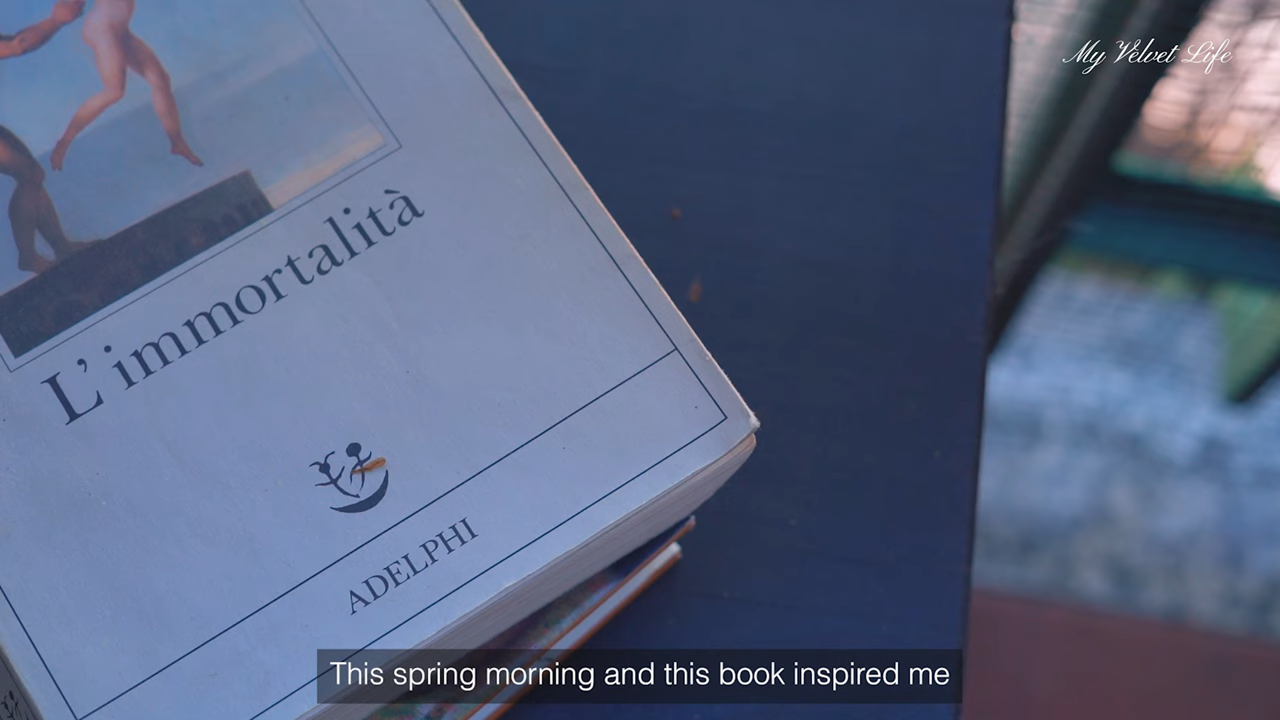 My Velvet Life
L'immortalità
ADELPHI
This spring morning and this book inspired me